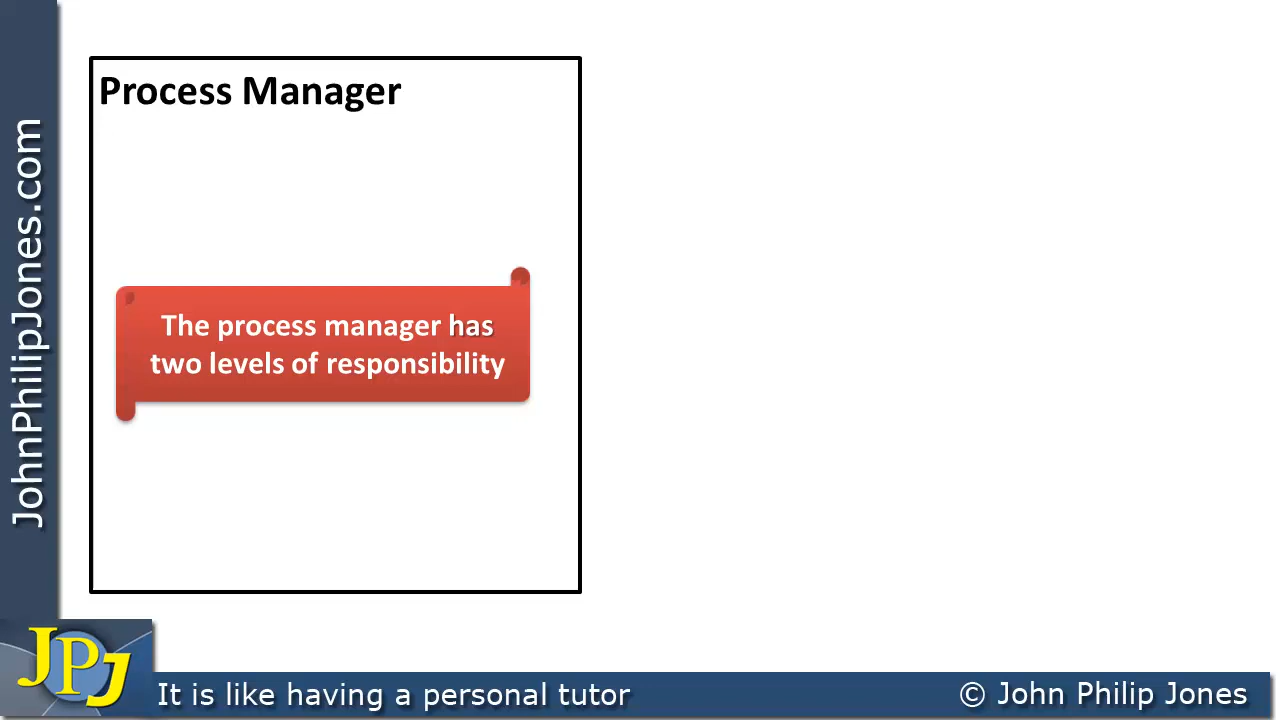 JohnPhilipJones.com
Process Manager
The process manager has
two levels of responsibility
JPJ
It is like having a personal tutor
© John Philip Jones